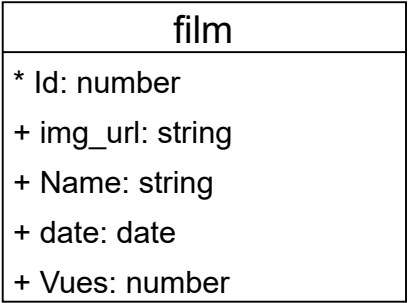 film
* Id: number
+ img_url: string
+ Name: string
+ date: date
+ Vues: number